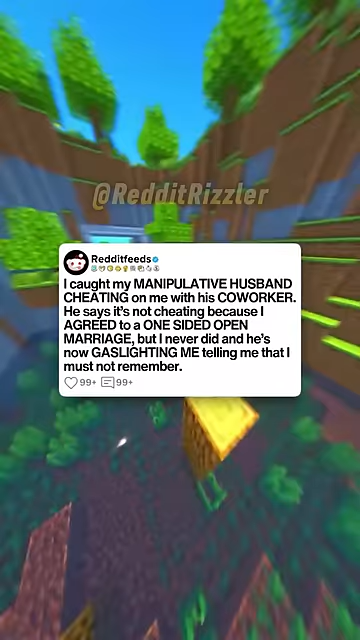 @RedditRizzler
Redditfeeds
I caught my MANIPULATIVE HUSBAND
CHEATING on me with his COWORKER.
He says it's not cheating because I
AGREED to a ONE SIDED OPEN
MARRIAGE, but I never did and he's
now GASLIGHTING ME telling me that I
must not remember.
99+ 99+